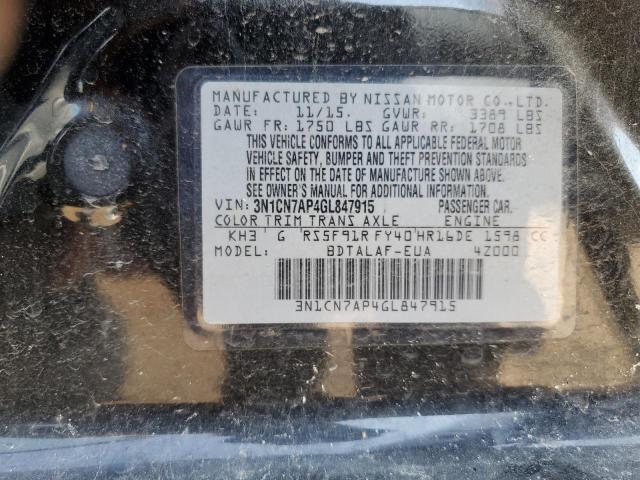 MANUFACTURED BY NISSAN MOTOR CO.,LTD.
DATE: 11/15. GVWR: 3389 LBS
GAWR FR: 1750 LBS GAWR RR: 1708 LBS
THIS VEHICLE CONFORMS TO ALL APPLICABLE FEDERAL MOTOR
VEHICLE SAFETY, BUMPER AND THEFT PREVENTION STANDARDS
IN EFFECT ON THE DATE OF MANUFACTURE SHOWN ABOVE.
SEE OWNER'S MANUAL FOR ADDITIONAL INFORMATION.
VIN: 3N1CN7AP4GL847915 PASSENGER CAR.
COLOR TRIM TRANS AXLE ENGINE
KH3 G RS5F91R FY40 HR16DE 1598 CC
MODEL: BDTALAF-EUA 4Z000
3N1CN7AP4GL847915